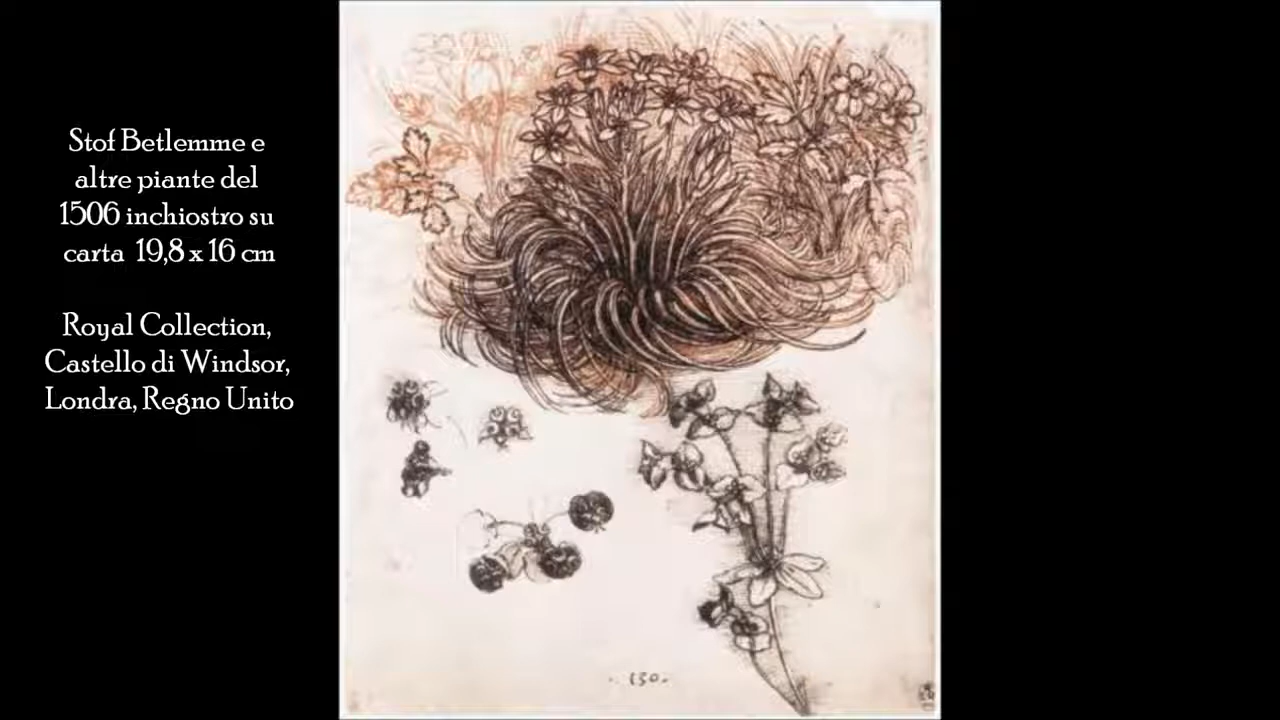 Stof Betlemme e
altre piante del
1506 inchiostro su
carta 19,8 x 16 cm
Royal Collection,
Castello di Windsor,
Londra, Regno Unito
. 130.